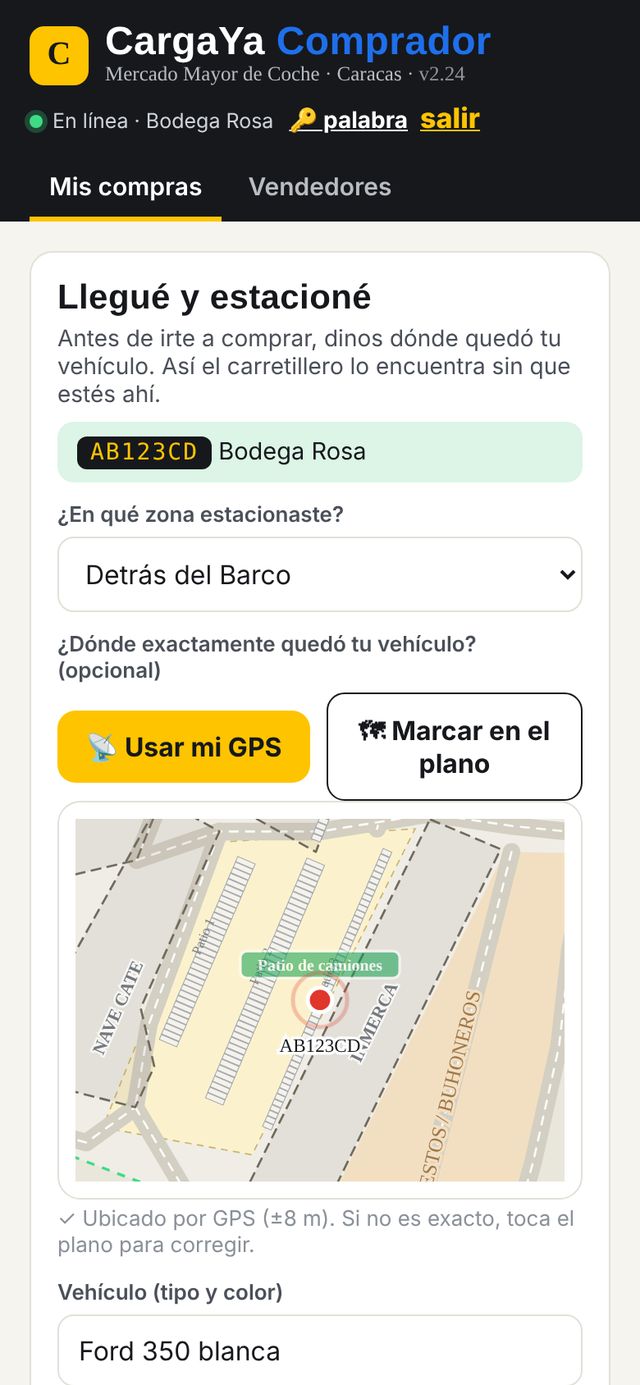 C
CargaYa Comprador
Mercado Mayor de Coche · Caracas · v2.24
En línea · Bodega Rosa 🔑 palabra salir
Mis compras Vendedores
Llegué y estacioné
Antes de irte a comprar, dinos dónde quedó tu
vehículo. Así el carretillero lo encuentra sin que
estés ahí.
AB123CD Bodega Rosa
¿En qué zona estacionaste?
Detrás del Barco
¿Dónde exactamente quedó tu vehículo?
(opcional)
📡 Usar mi GPS
🗺 Marcar en el
plano
Patio 1
Patio de camiones
NAVE CATE
AB123CD
ESTOS / BUHONEROS
✓ Ubicado por GPS (±8 m). Si no es exacto, toca el
plano para corregir.
Vehículo (tipo y color)
Ford 350 blanca